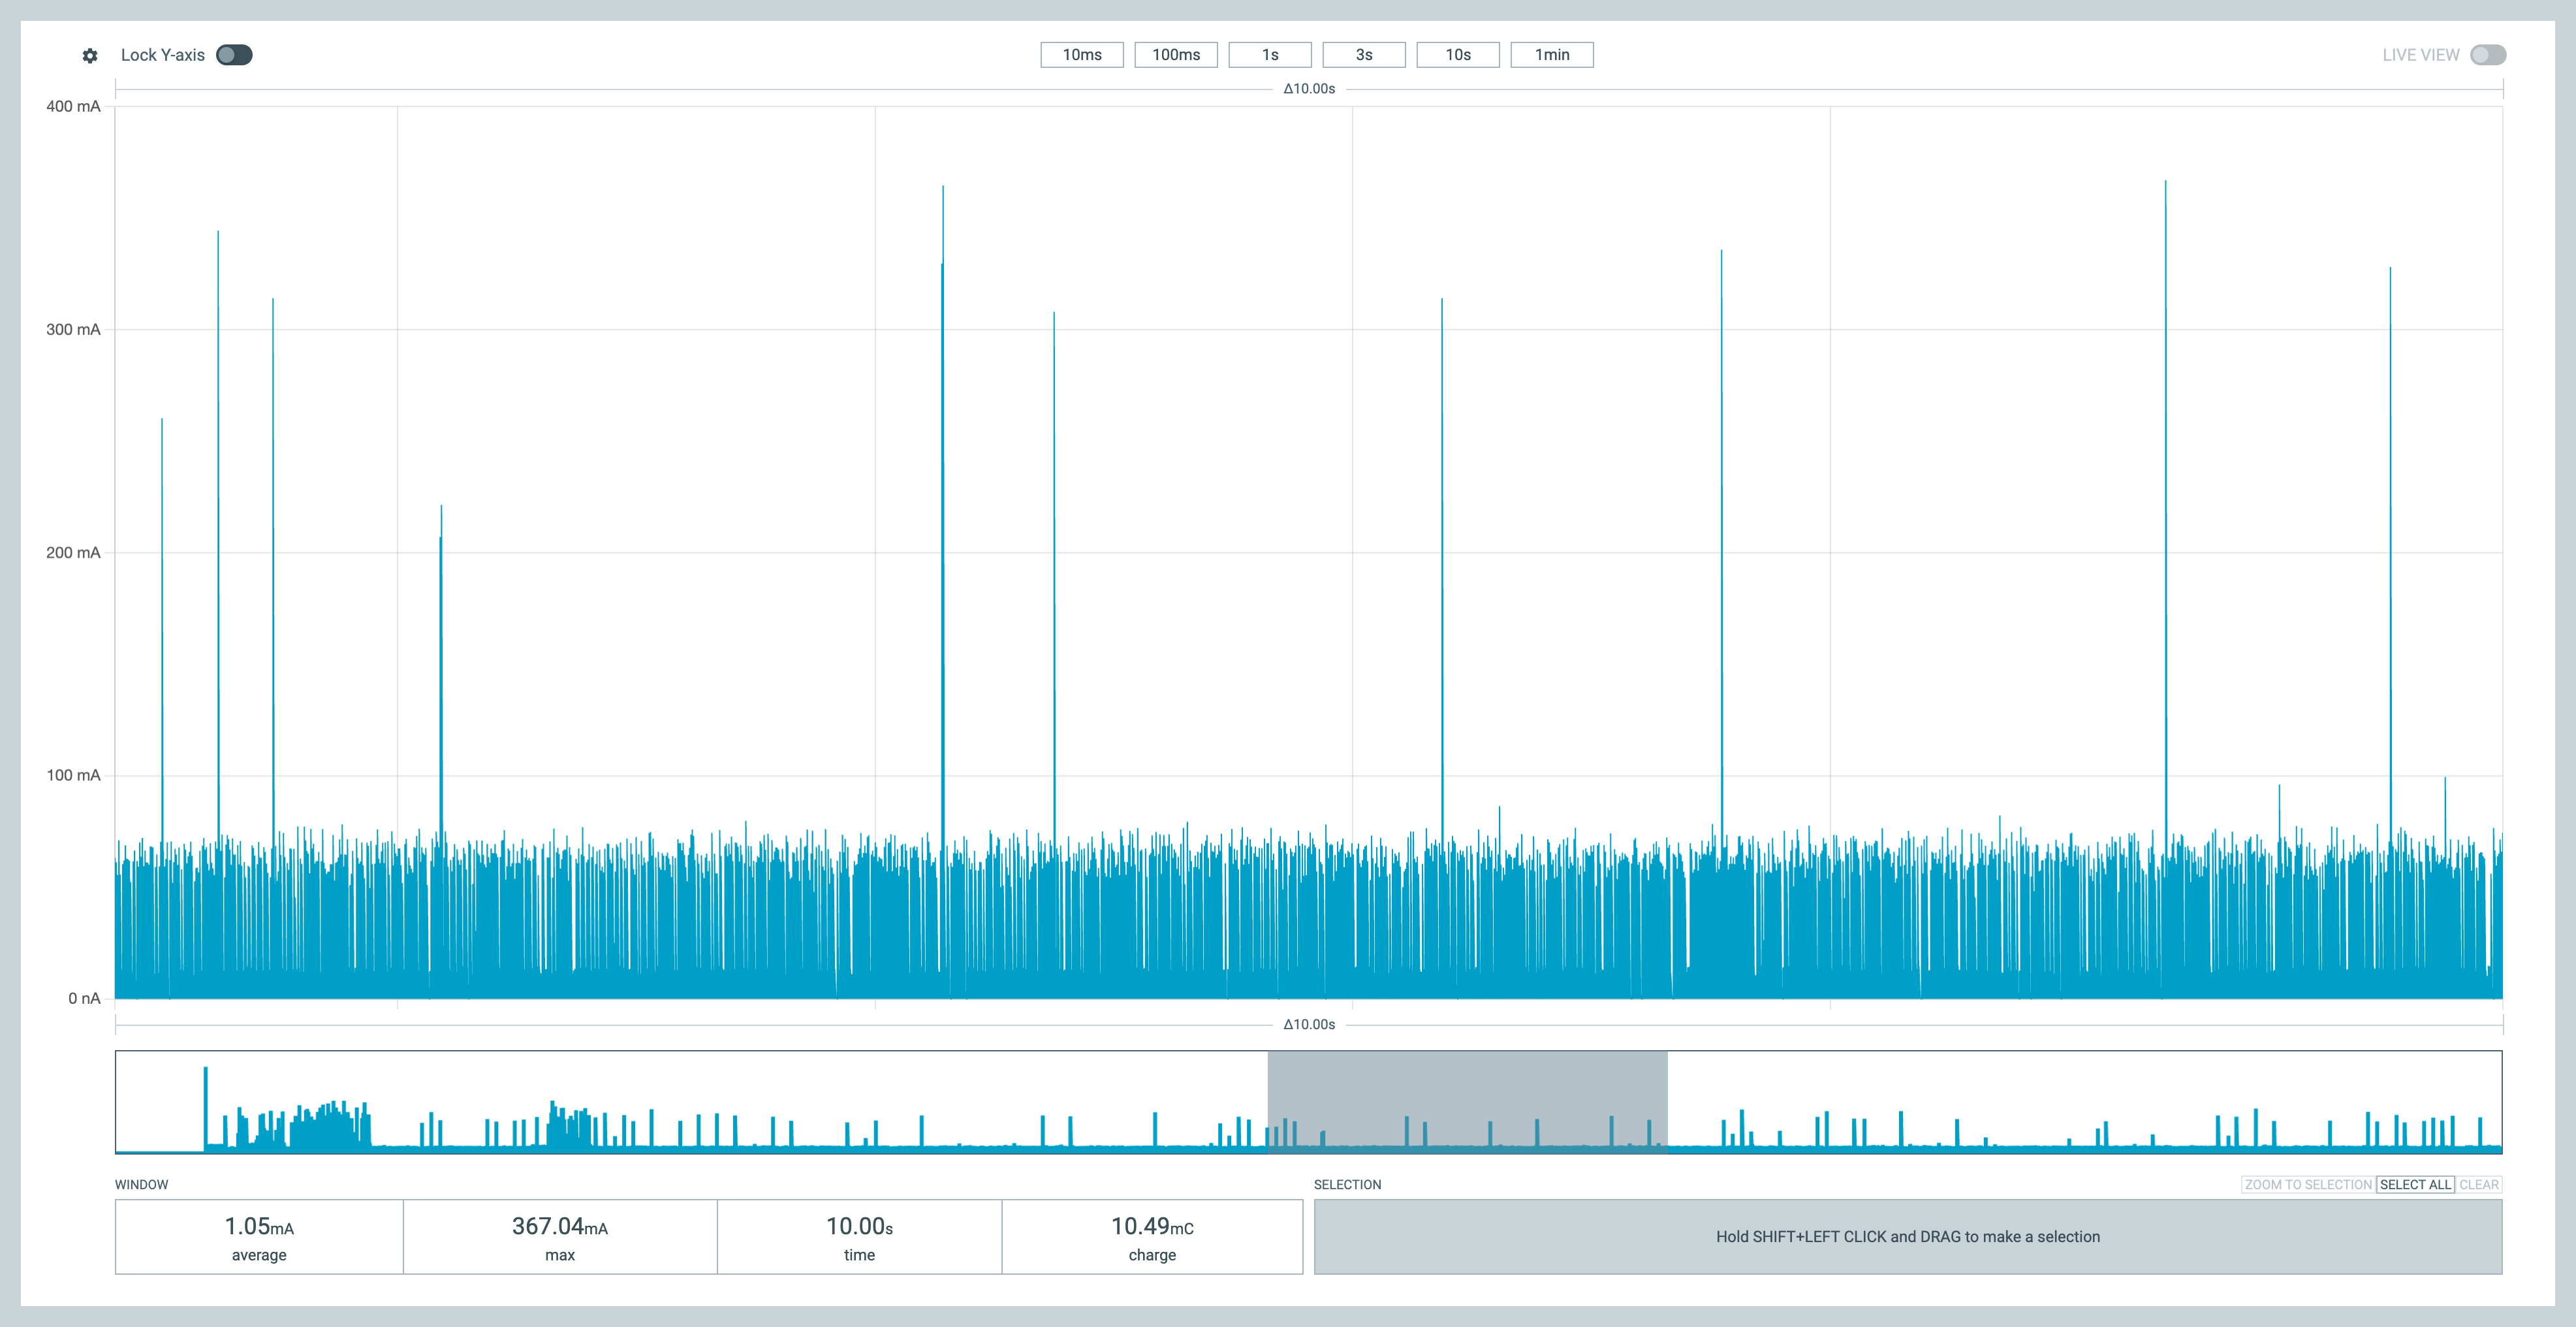 Lock Y-axis 10ms 100ms 1s 3s 10s 1min LIVE VIEW
Δ10.00s
400 mA
300 mA
200 mA
100 mA
0 nA
Δ10.00s
WINDOW SELECTION ZOOM TO SELECTION SELECT ALL CLEAR
1.05mA 367.04mA 10.00s 10.49mC
Hold SHIFT+LEFT CLICK and DRAG to make a selection
average max time charge